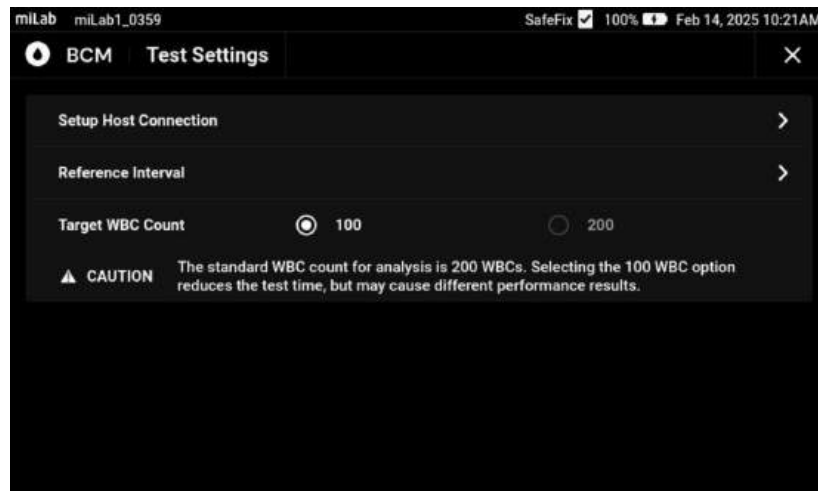 miLab miLab1_0359 SafeFix 100% Feb 14, 2025 10:21AM
BCM Test Settings
Setup Host Connection
Reference Interval
Target WBC Count 100 200
CAUTION The standard WBC count for analysis is 200 WBCs. Selecting the 100 WBC option
reduces the test time, but may cause different performance results.